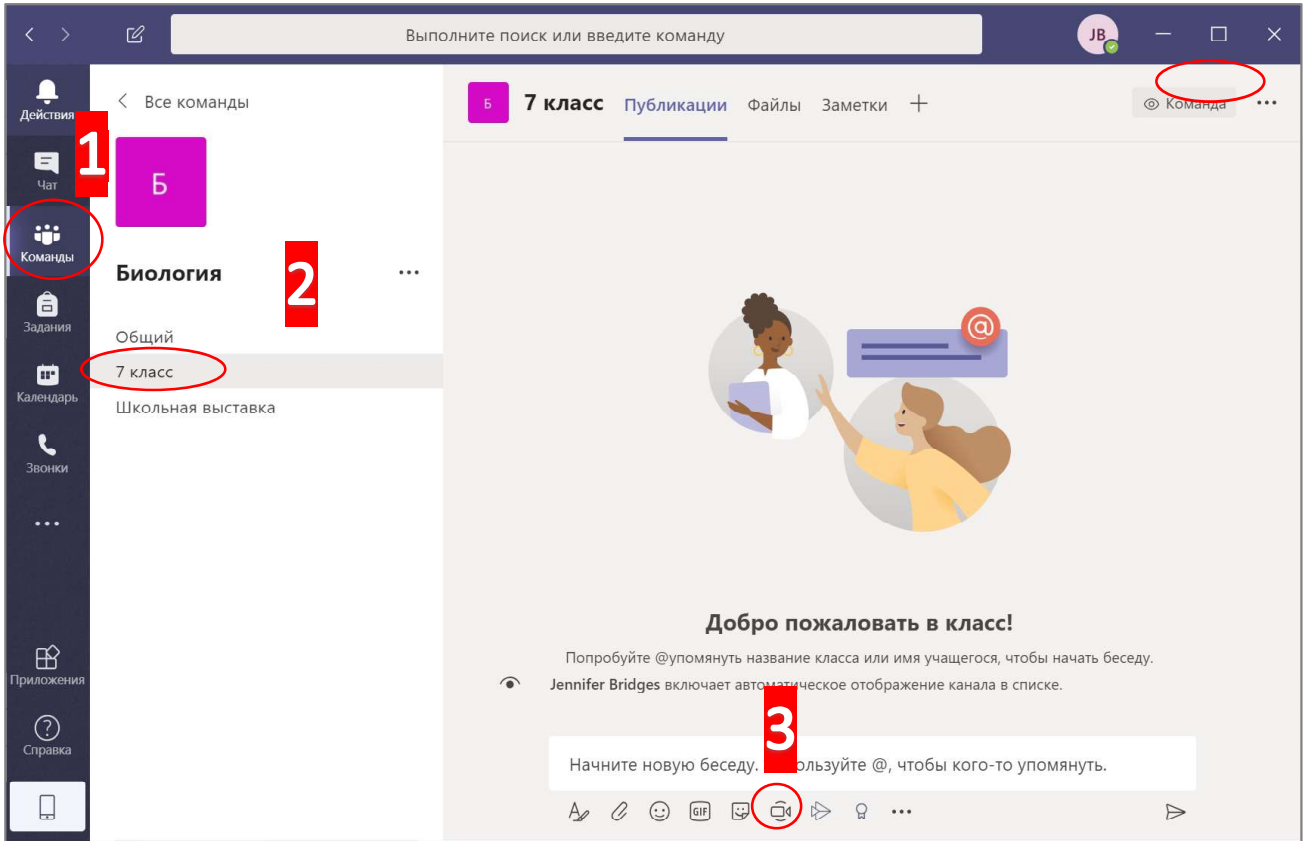 Выполните поиск или введите команду
JB
Действия
1
Чат
Команды
Задания
Календарь
Звонки
Приложения
Справка
Все команды
Б
Биология
2
Общий
7 класс
Школьная выставка
Б
7 класс Публикации Файлы Заметки
Команда
@
Добро пожаловать в класс!
Попробуйте @упомянуть название класса или имя учащегося, чтобы начать беседу.
Jennifer Bridges включает автоматическое отображение канала в списке.
3
Начните новую беседу. ользуйте @, чтобы кого-то упомянуть.
GIF